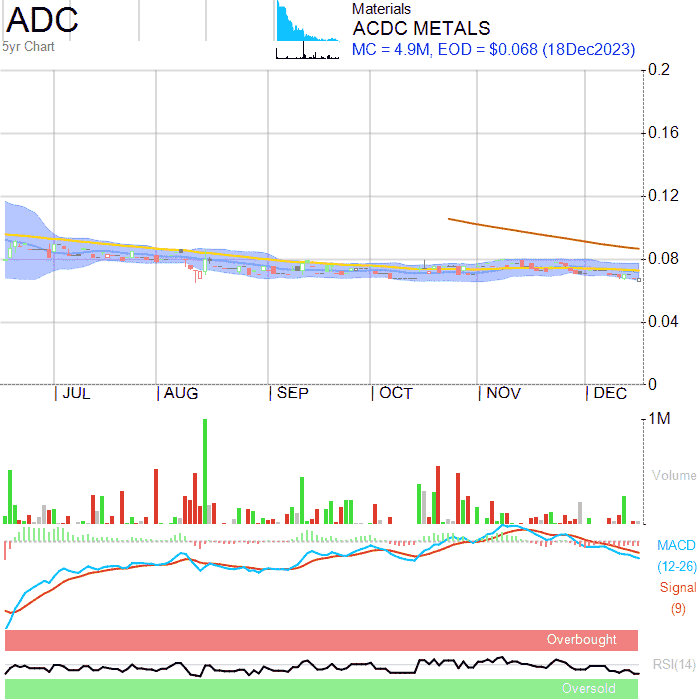 ADC
5yr Chart
Materials
ACDC METALS
MC = 4.9M, EOD = $0.068 (18Dec2023)
0.2
0.16
0.12
0.08
0.04
0
JUL AUG SEP OCT NOV DEC
1M
Volume
MACD
(12-26)
Signal
(9)
Overbought
RSI(14)
Oversold